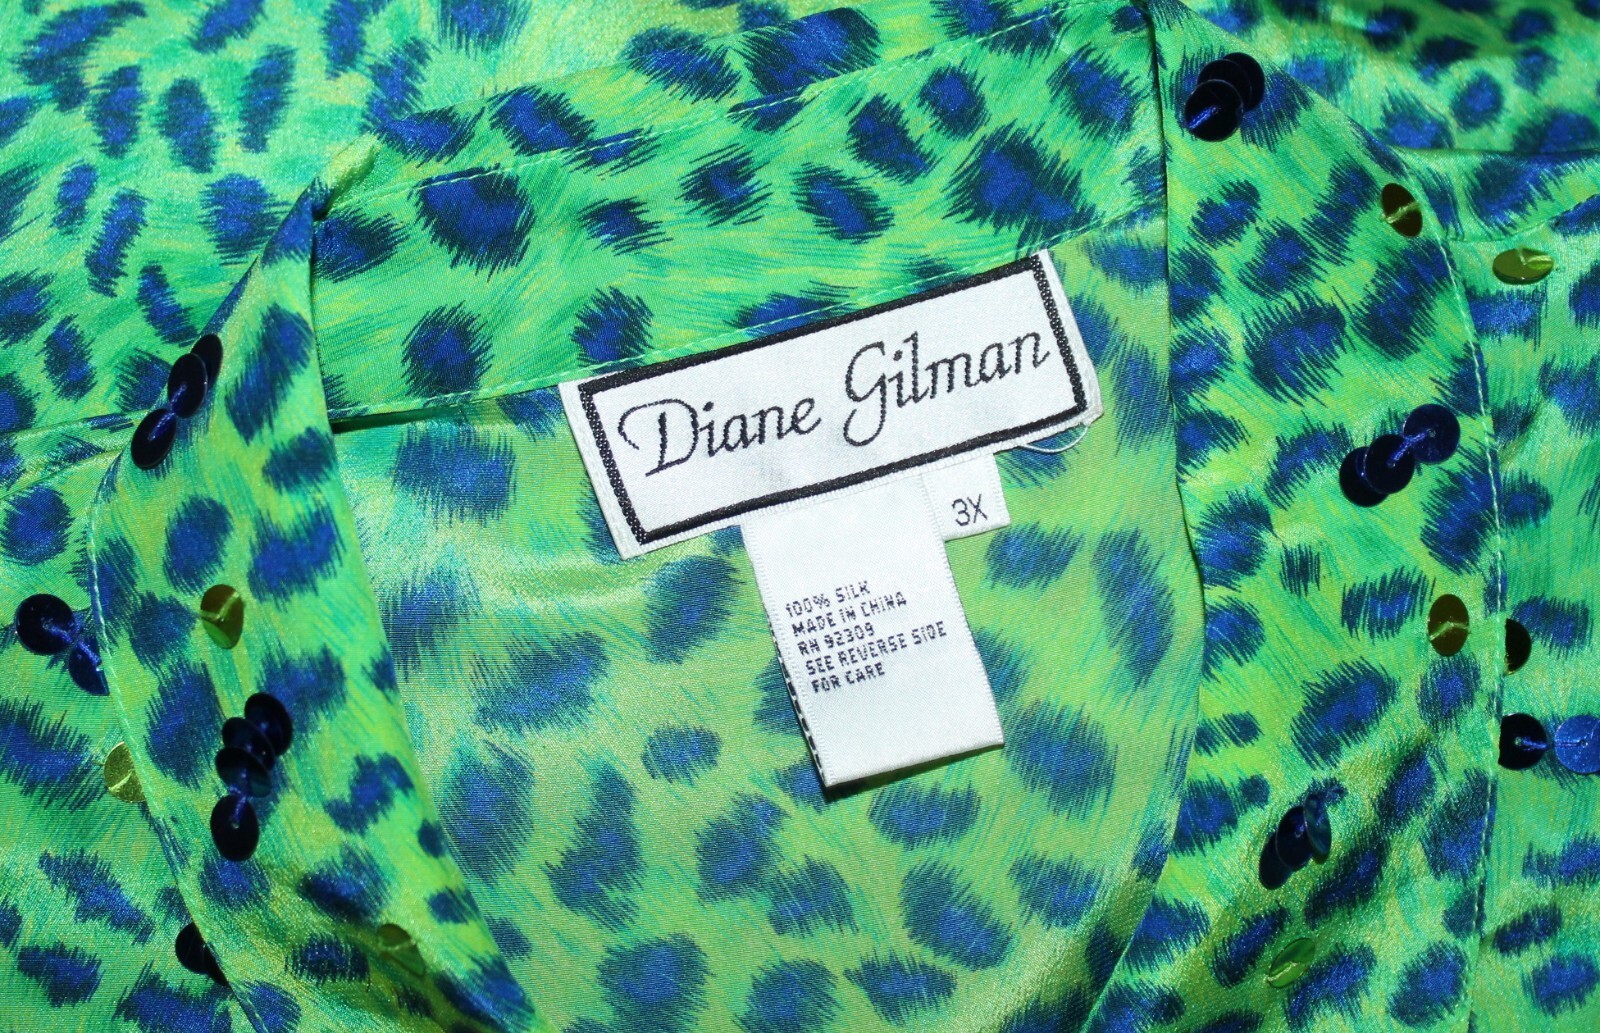 Diane Gilman
3X
100% SILK
MADE IN CHINA
RN 92309
SEE REVERSE SIDE
FOR CARE